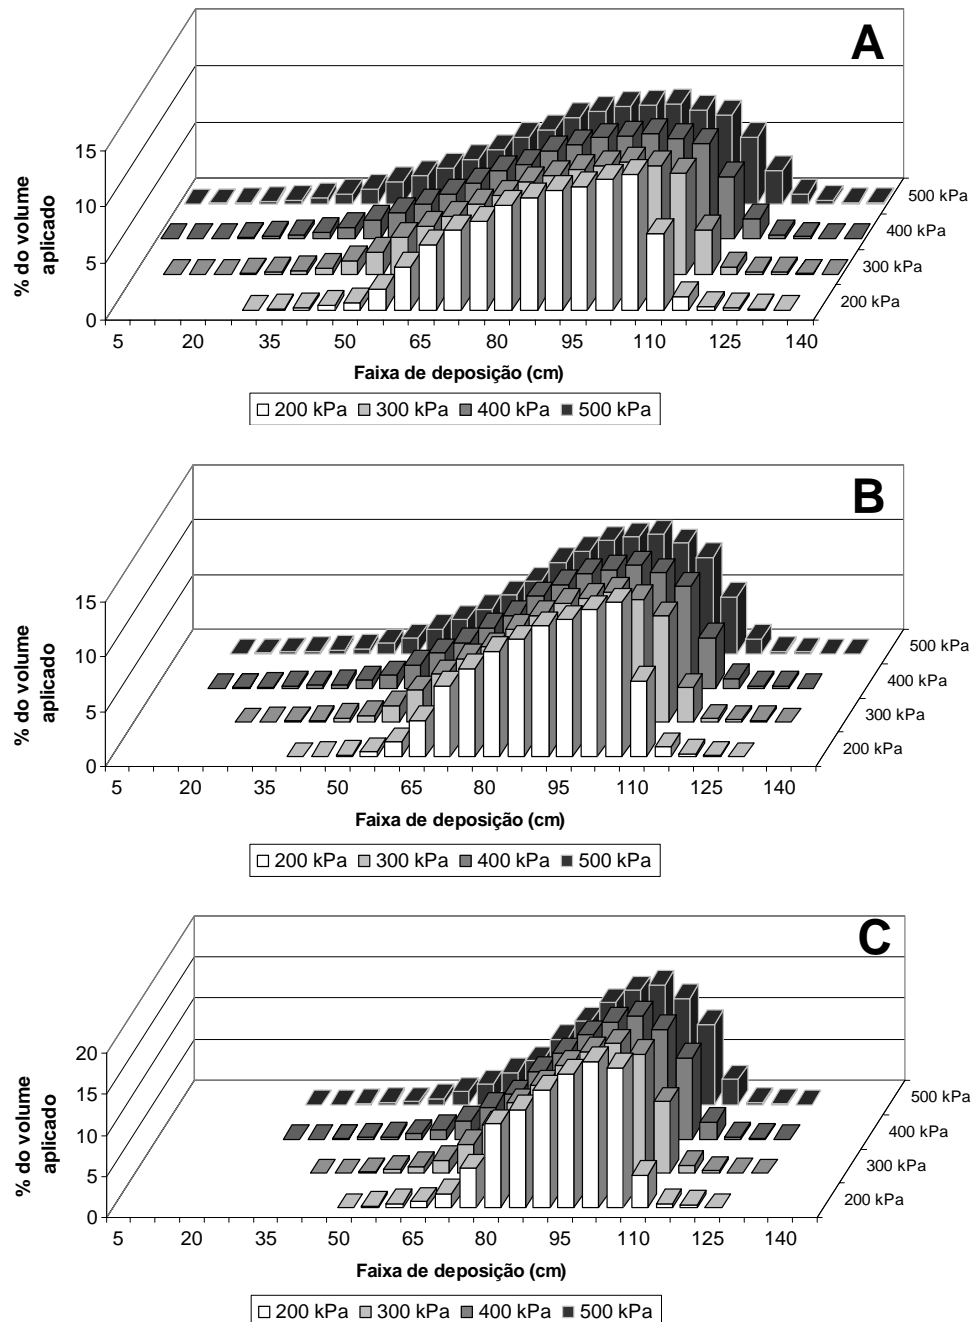 A
% do volume
aplicado
15
10
5
0
500 kPa
400 kPa
300 kPa
200 kPa
5 20 35 50 65 80 95 110 125 140
Faixa de deposição (cm)
200 kPa 300 kPa 400 kPa 500 kPa
B
% do volume
aplicado
15
10
5
0
500 kPa
400 kPa
300 kPa
200 kPa
5 20 35 50 65 80 95 110 125 140
Faixa de deposição (cm)
200 kPa 300 kPa 400 kPa 500 kPa
C
% do volume
aplicado
20
15
10
5
0
500 kPa
400 kPa
300 kPa
200 kPa
5 20 35 50 65 80 95 110 125 140
Faixa de deposição (cm)
200 kPa 300 kPa 400 kPa 500 kPa